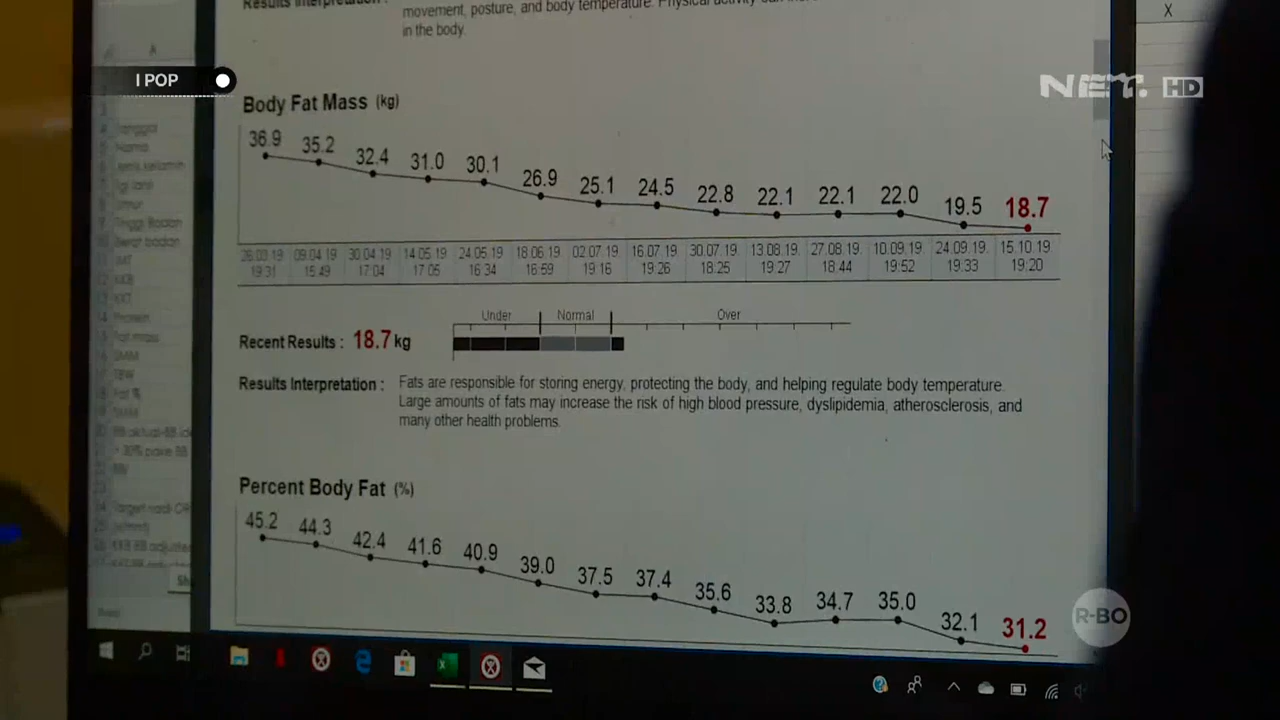 X
movement, posture, and body temperature. Physical activity can
in the body.
I POP
NET. HD
Body Fat Mass (kg)
36.9 35.2 32.4 31.0 30.1 26.9 25.1 24.5 22.8 22.1 22.1 22.0 19.5 18.7
09.04.19 30.04.19 14.05.19 24.05.19 18.06.19 02.07.19 16.07.19 30.07.19 13.08.19. 27.08.19. 10.09.19. 24.09.19. 15.10.19.
19:31 15:49 17:04 17:05 16:34 16:59 19:16 19:26 18:25 19:27 18:44 19:52 19:33 19:20
Under Normal Over
Recent Results : 18.7 kg
Results Interpretation : Fats are responsible for storing energy, protecting the body, and helping regulate body temperature.
Large amounts of fats may increase the risk of high blood pressure, dyslipidemia, atherosclerosis, and
many other health problems.
Percent Body Fat (%)
45.2 44.3 42.4 41.6 40.9 39.0 37.5 37.4 35.6 33.8 34.7 35.0 32.1 31.2
R-BO